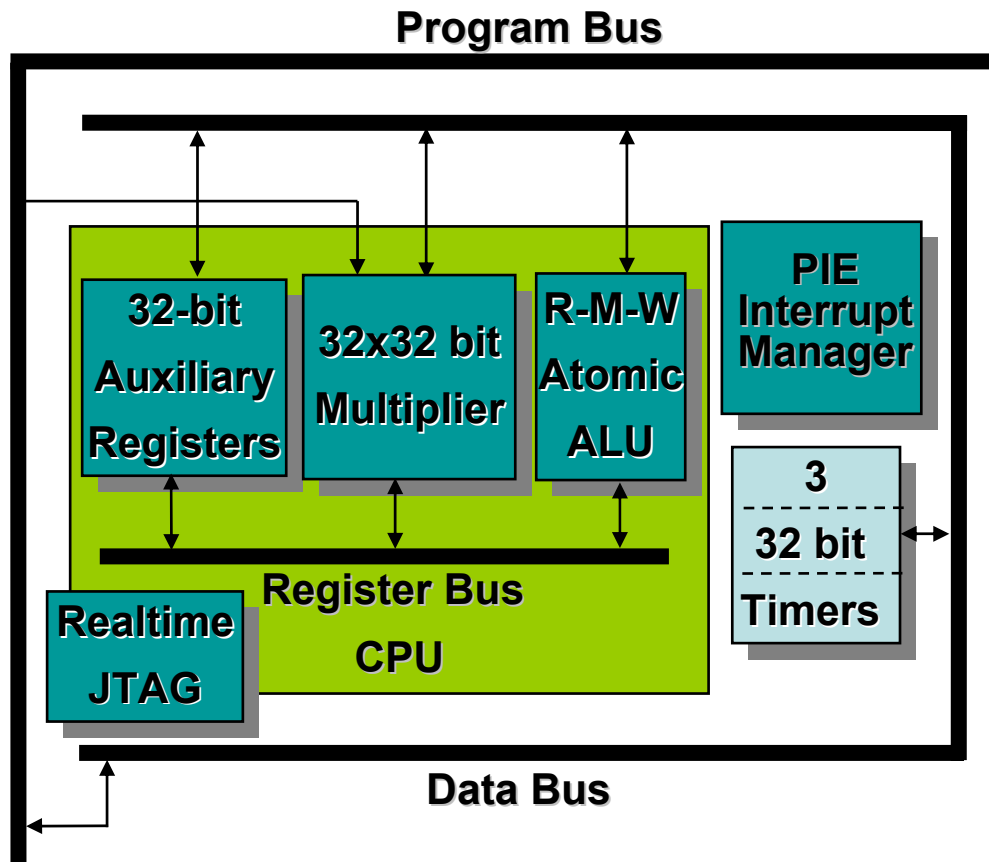 Program Bus
32-bit
Auxiliary
Registers
32x32 bit
Multiplier
R-M-W
Atomic
ALU
PIE
Interrupt
Manager
3
32 bit
Timers
Register Bus
CPU
Realtime
JTAG
Data Bus